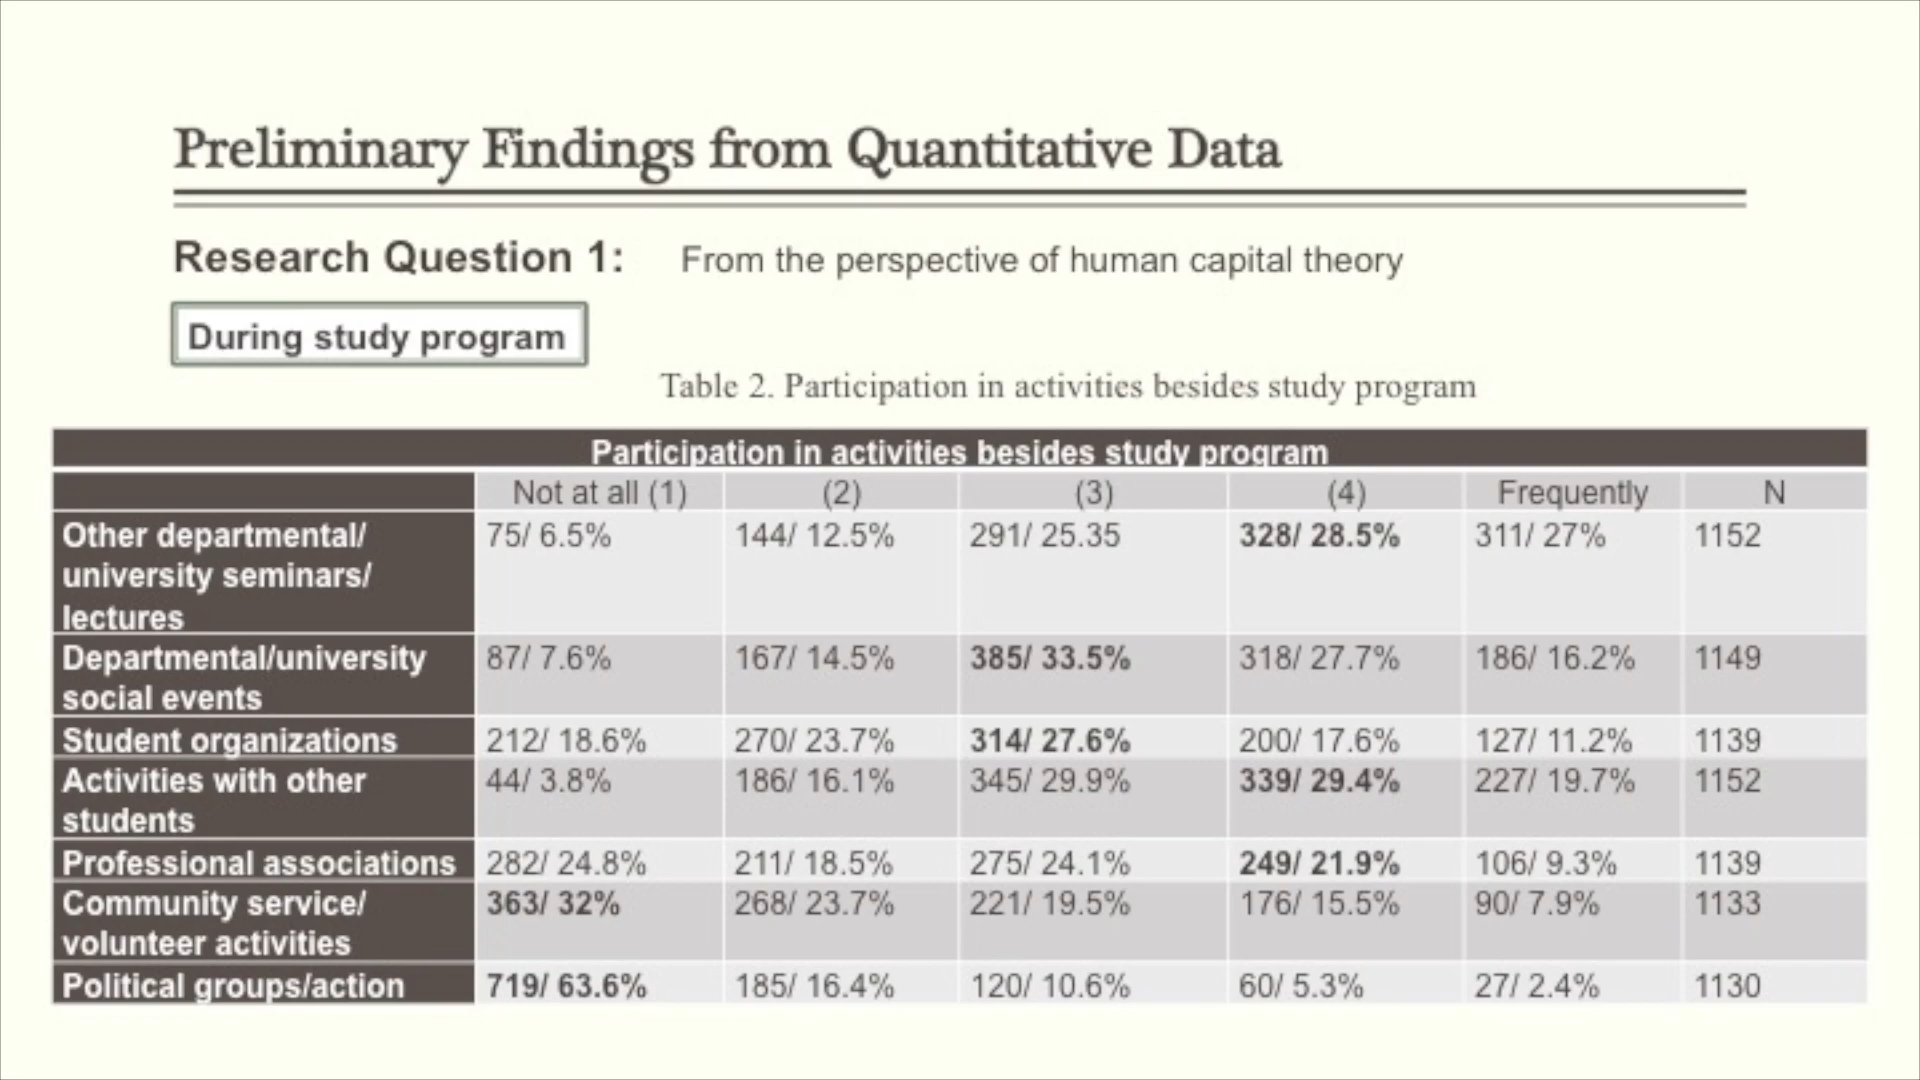 Preliminary Findings from Quantitative Data
Research Question 1: From the perspective of human capital theory
During study program
Table 2. Participation in activities besides study program
Participation in activities besides study program
Not at all (1) (2) (3) (4) Frequently N
Other departmental/ 75/ 6.5% 144/ 12.5% 291/ 25.35 328/ 28.5% 311/ 27% 1152
university seminars/
lectures
Departmental/university 87/ 7.6% 167/ 14.5% 385/ 33.5% 318/ 27.7% 186/ 16.2% 1149
social events
Student organizations 212/ 18.6% 270/ 23.7% 314/ 27.6% 200/ 17.6% 127/ 11.2% 1139
Activities with other 44/ 3.8% 186/ 16.1% 345/ 29.9% 339/ 29.4% 227/ 19.7% 1152
students
Professional associations 282/ 24.8% 211/ 18.5% 275/ 24.1% 249/ 21.9% 106/ 9.3% 1139
Community service/ 363/ 32% 268/ 23.7% 221/ 19.5% 176/ 15.5% 90/ 7.9% 1133
volunteer activities
Political groups/action 719/ 63.6% 185/ 16.4% 120/ 10.6% 60/ 5.3% 27/ 2.4% 1130